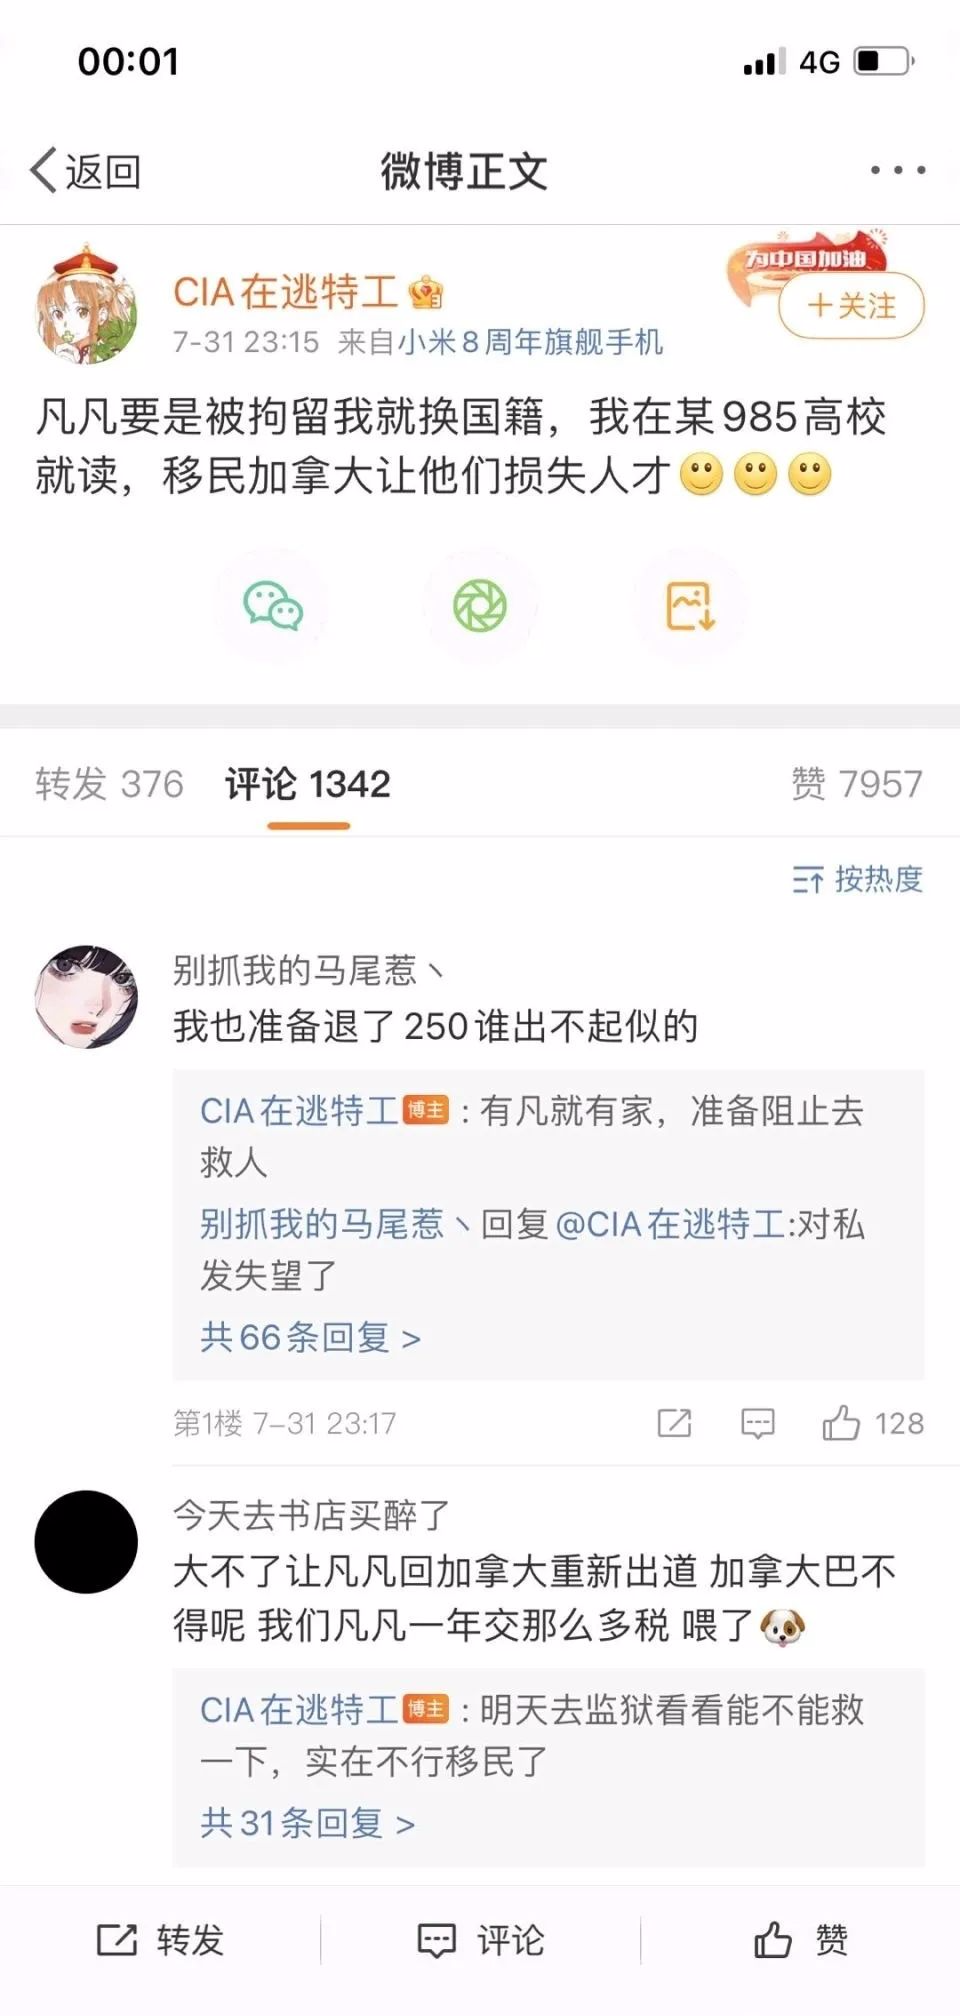 00:01
4G
返回
微博正文
CIA在逃特工
为中国加油
＋关注
7-31 23:15 来自小米8周年旗舰手机
凡凡要是被拘留我就换国籍，我在某985高校
就读，移民加拿大让他们损失人才🙂🙂🙂
转发 376
评论 1342
赞 7957
按热度
别抓我的马尾惹ヽ
我也准备退了250谁出不起似的
CIA在逃特工博主：有凡就有家，准备阻止去
救人
别抓我的马尾惹ヽ回复@CIA在逃特工:对私
发失望了
共66条回复 >
第1楼 7-31 23:17
128
今天去书店买醉了
大不了让凡凡回加拿大重新出道 加拿大巴不
得呢 我们凡凡一年交那么多税 喂了🐶
CIA在逃特工博主：明天去监狱看看能不能救
一下，实在不行移民了
共31条回复 >
转发
评论
赞